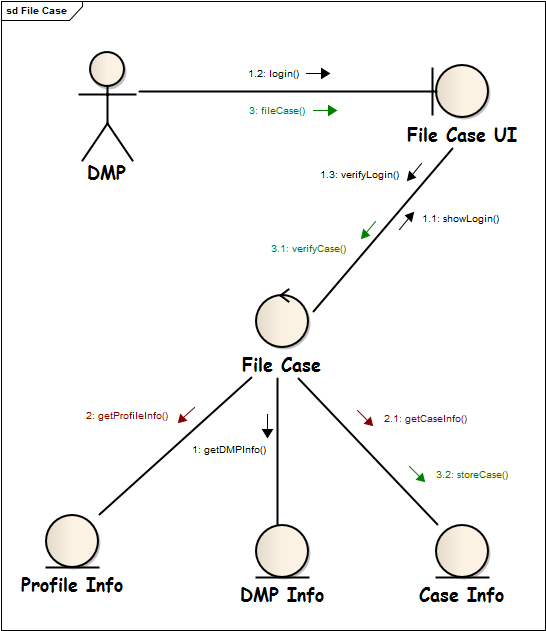 sd File Case
1.2: login()
3: fileCase()
File Case UI
DMP
1.3: verifyLogin()
1.1: showLogin()
3.1: verifyCase()
File Case
2: getProfileInfo()
2.1: getCaseInfo()
1: getDMPInfo()
3.2: storeCase()
Profile Info
DMP Info
Case Info